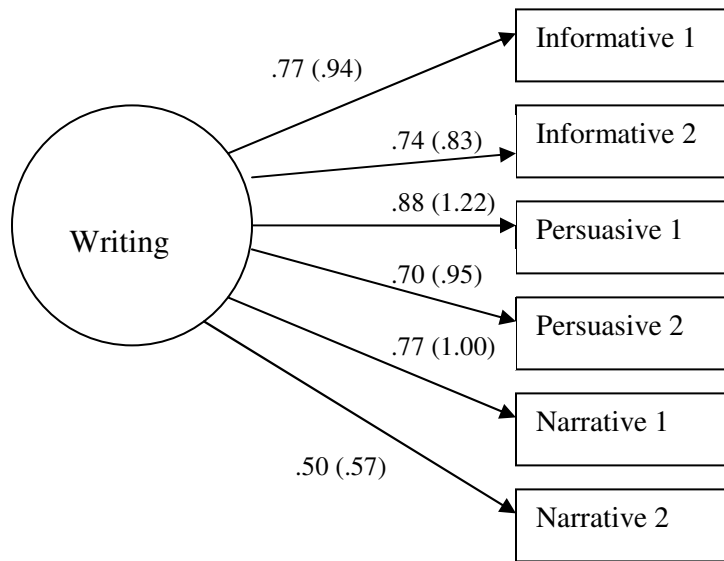 Informative 1
.77 (.94)
Informative 2
.74 (.83)
.88 (1.22)
Persuasive 1
Writing
.70 (.95)
Persuasive 2
.77 (1.00)
Narrative 1
.50 (.57)
Narrative 2